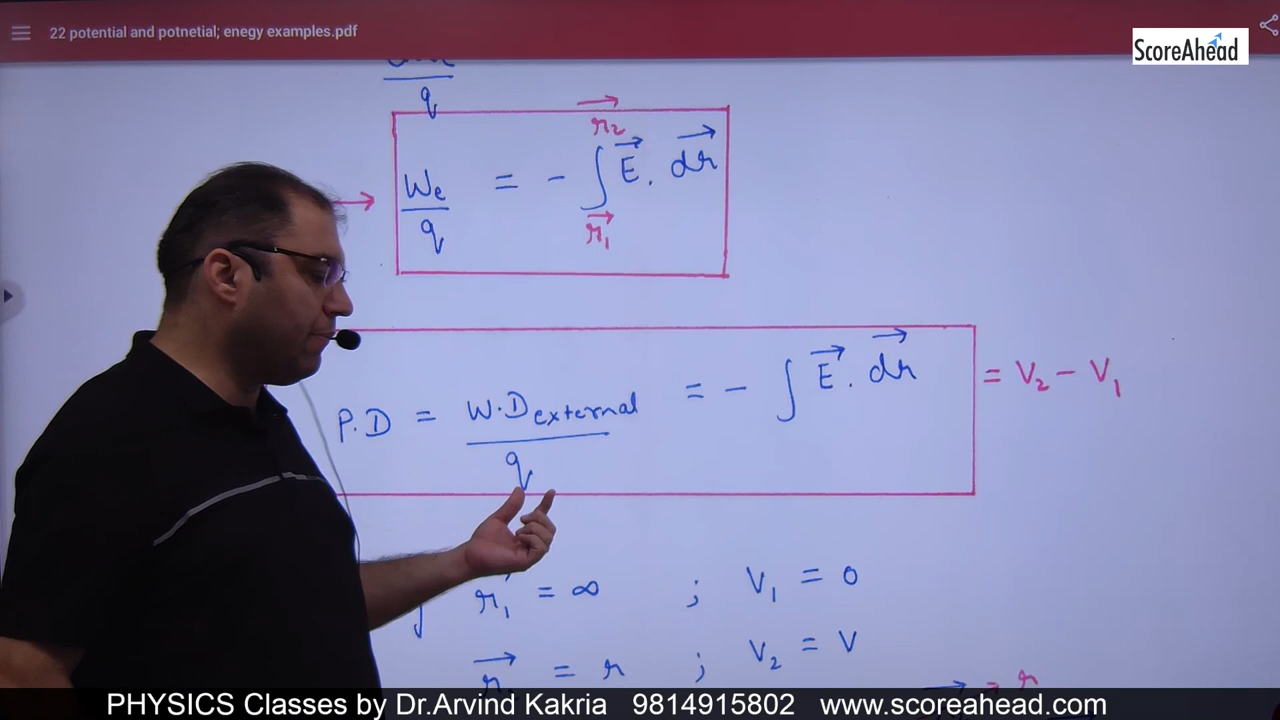 22 potential and potnetial; enegy examples.pdf
ScoreAhead
q
We/q = - ∫ E⃗ . dr⃗ (r₁⃗ to r₂⃗)
P.D = W.D external/q = - ∫ E⃗ . dr⃗ = V₂ - V₁
r₁⃗ = ∞ ; V₁ = 0
r⃗ = r ; V₂ = V
r
PHYSICS Classes by Dr.Arvind Kakria 9814915802 www.scoreahead.com